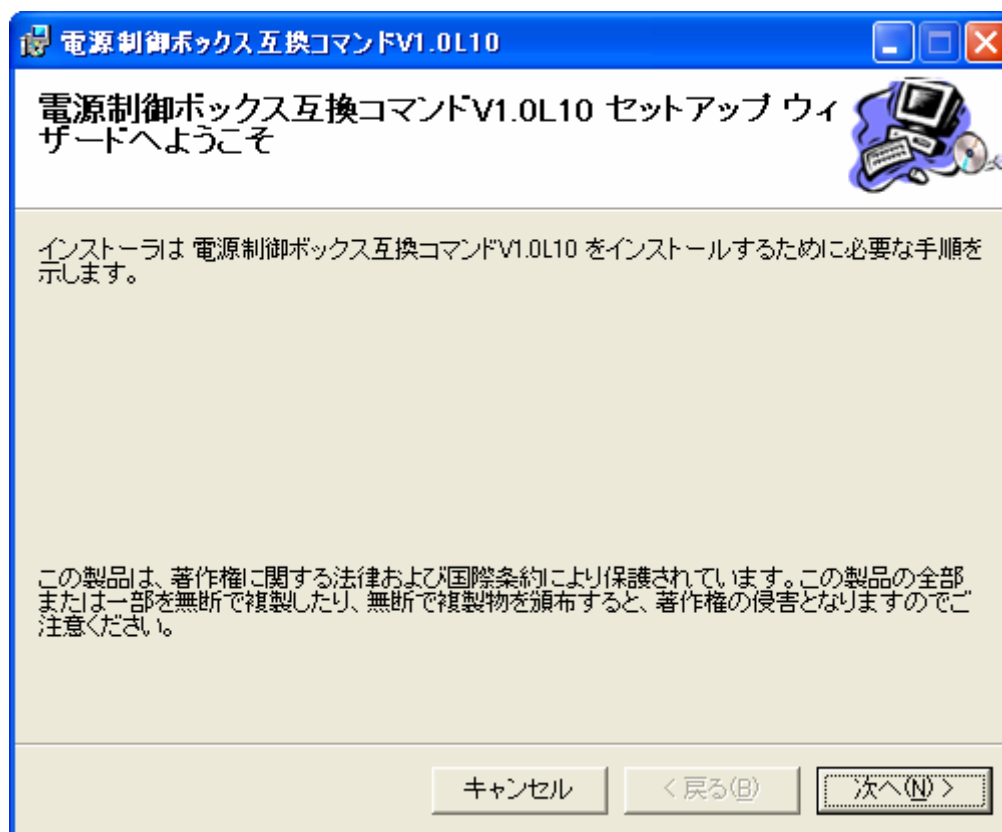 電源制御ボックス互換コマンドV1.0L10
電源制御ボックス互換コマンドV1.0L10 セットアップ ウィ
ザードへようこそ
インストーラは 電源制御ボックス互換コマンドV1.0L10 をインストールするために必要な手順を
示します。
この製品は、著作権に関する法律および国際条約により保護されています。この製品の全部
または一部を無断で複製したり、無断で複製物を頒布すると、著作権の侵害となりますのでご
注意ください。
キャンセル
< 戻る(B)
次へ(N) >